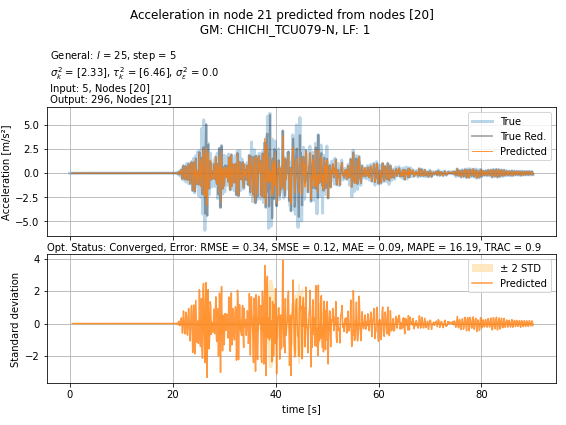 Acceleration in node 21 predicted from nodes [20]
GM: CHICHI_TCU079-N, LF: 1
General: l = 25, step = 5
σ²ₖ = [2.33], τ²ₖ = [6.46], σ²ε = 0.0
Input: 5, Nodes [20]
Output: 296, Nodes [21]
Acceleration [m/s²]
5.0
2.5
0.0
−2.5
−5.0
True
True Red.
Predicted
Opt. Status: Converged, Error: RMSE = 0.34, SMSE = 0.12, MAE = 0.09, MAPE = 16.19, TRAC = 0.9
Standard deviation
4
2
0
−2
± 2 STD
Predicted
0
20
40
60
80
time [s]